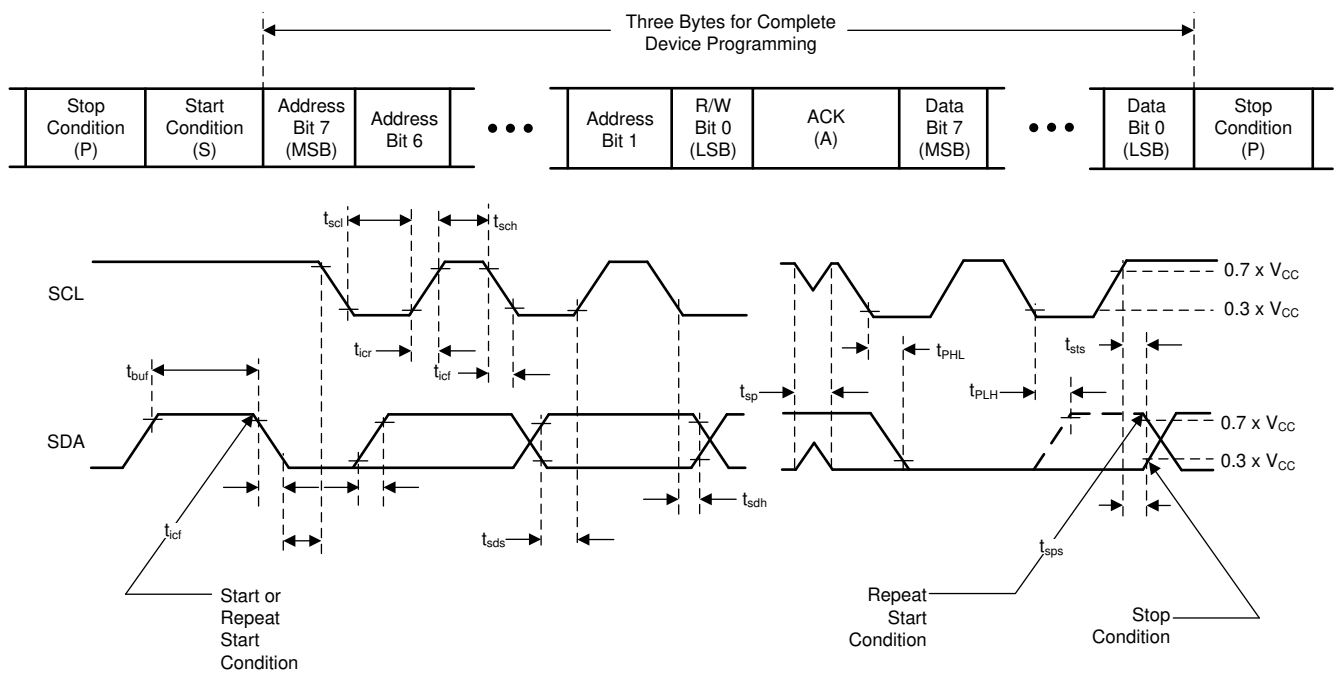 Three Bytes for Complete
Device Programming
Stop
Condition
(P)
Start
Condition
(S)
Address
Bit 7
(MSB)
Address
Bit 6
•••
Address
Bit 1
R/W
Bit 0
(LSB)
ACK
(A)
Data
Bit 7
(MSB)
•••
Data
Bit 0
(LSB)
Stop
Condition
(P)
tscl
tsch
SCL
0.7 x VCC
0.3 x VCC
ticr
ticf
tPHL
tsts
tbuf
tsp
tPLH
SDA
0.7 x VCC
0.3 x VCC
ticf
tsds
tsdh
tsps
Start or
Repeat
Start
Condition
Repeat
Start
Condition
Stop
Condition